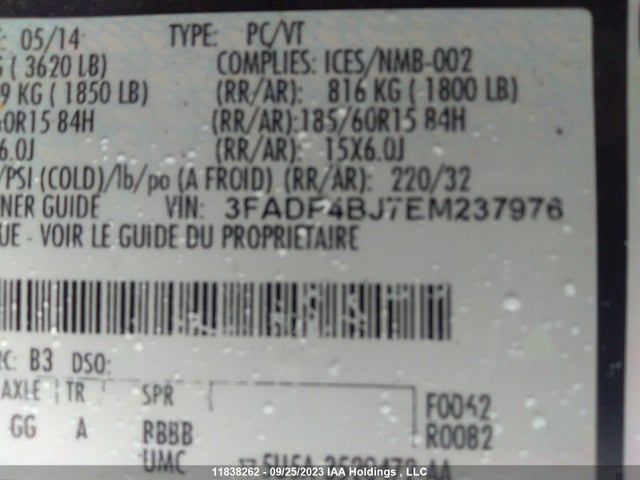 : 05/14 TYPE: PC/VT
G ( 3620 LB) COMPLIES: ICES/NMB-002
9 KG ( 1850 LB) (RR/AR): 816 KG ( 1800 LB)
60R15 84H (RR/AR): 185/60R15 84H
6.0J (RR/AR): 15X6.0J
/PSI (COLD)/lb/po (A FROID) (RR/AR): 220/32
NER GUIDE VIN: 3FADP4BJ7EM237976
UE - VOIR LE GUIDE DU PROPRIETAIRE
RC: B3 DSO:
AXLE TR SPR F0042
GG A BBBB R0082
UMC
11838262 - 09/25/2023 IAA Holdings , LLC